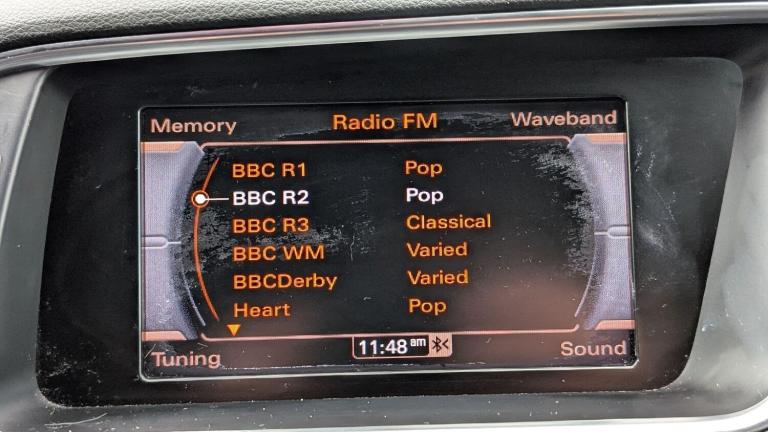 Memory Radio FM Waveband
BBC R1 Pop
BBC R2 Pop
BBC R3 Classical
BBC WM Varied
BBCDerby Varied
Heart Pop
Tuning 11:48 am Sound